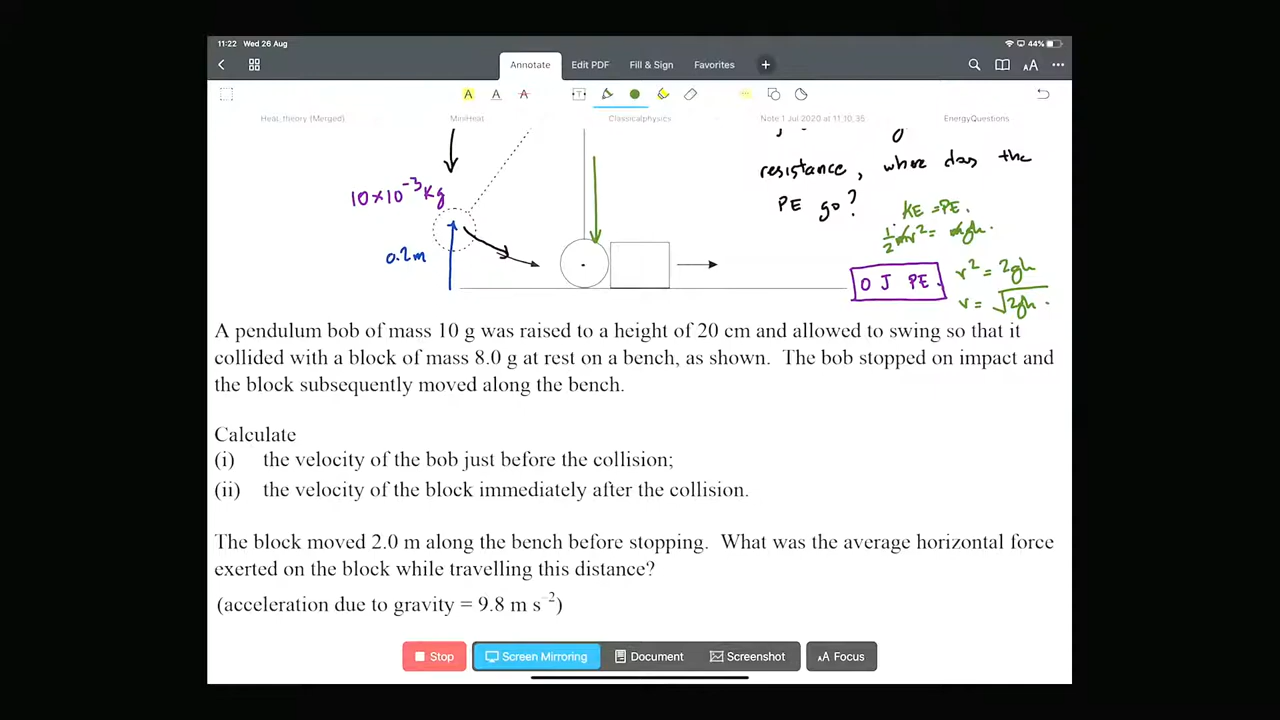 11:22 Wed 26 Aug
44%
Annotate Edit PDF Fill & Sign Favorites +
AA
T
A A A
Heat_theory (Merged) MiniHeat Classicalphysics Note 1 Jul 2020 at 11_10_35 EnergyQuestions
resistance, where does the
PE go?
10×10⁻³Kg
0.2m
KE = PE.
½mv² = mgh.
0 J PE.
v² = 2gh
v = √2gh.
A pendulum bob of mass 10 g was raised to a height of 20 cm and allowed to swing so that it
collided with a block of mass 8.0 g at rest on a bench, as shown. The bob stopped on impact and
the block subsequently moved along the bench.
Calculate
(i) the velocity of the bob just before the collision;
(ii) the velocity of the block immediately after the collision.
The block moved 2.0 m along the bench before stopping. What was the average horizontal force
exerted on the block while travelling this distance?
(acceleration due to gravity = 9.8 m s⁻²)
Stop Screen Mirroring Document Screenshot AA Focus